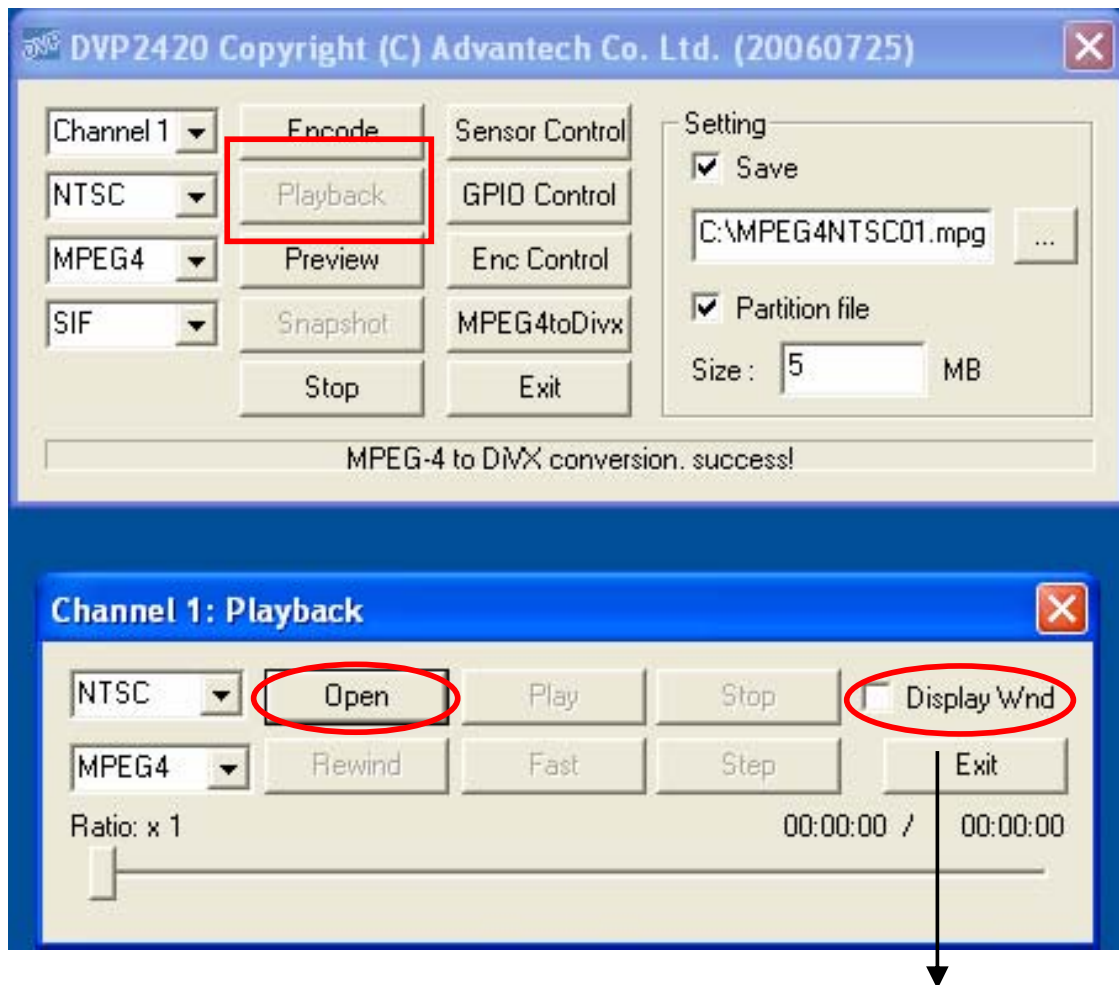 DVP2420 Copyright (C) Advantech Co. Ltd. (20060725)
Channel 1 Encode Sensor Control Setting
Save
NTSC Playback GPIO Control
C:\MPEG4NTSC01.mpg ...
MPEG4 Preview Enc Control
Partition file
SIF Snapshot MPEG4toDivx
Size : 5 MB
Stop Exit
MPEG-4 to DiVX conversion. success!
Channel 1: Playback
NTSC Open Play Stop Display Wnd
MPEG4 Rewind Fast Step Exit
Ratio: x 1 00:00:00 / 00:00:00